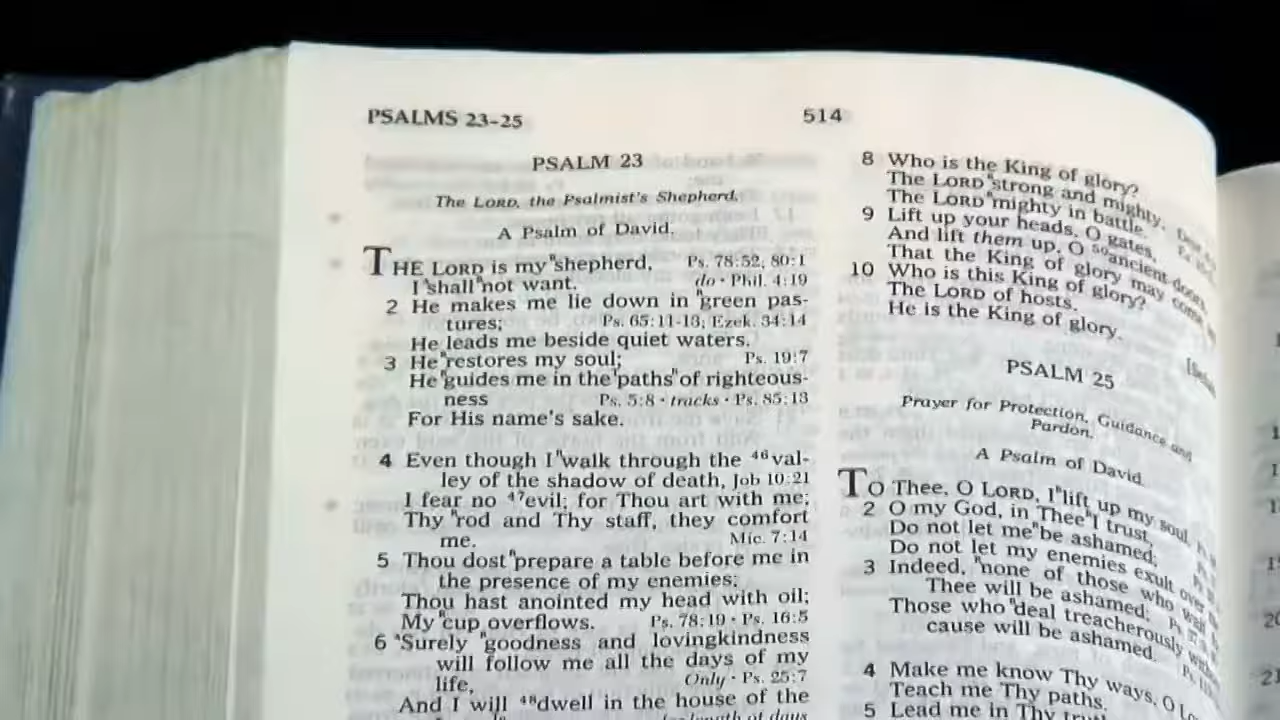 PSALMS 23-25
514
PSALM 23
The LORD, the Psalmist's Shepherd.
A Psalm of David.
THE LORD is my "shepherd, Ps. 78:52; 80:1
I "shall "not want. do · Phil. 4:19
2 He makes me lie down in "green pas-
tures; Ps. 65:11-13; Ezek. 34:14
He leads me beside quiet waters.
3 He "restores my soul; Ps. 19:7
He "guides me in the "paths" of righteous-
ness Ps. 5:8 · tracks · Ps. 85:13
For His name's sake.
4 Even though I "walk through the 46val-
ley of the shadow of death, Job 10:21
I fear no 47evil; for Thou art with me;
Thy "rod and Thy staff, they comfort
me. Mic. 7:14
5 Thou dost "prepare a table before me in
the presence of my enemies;
Thou hast anointed my head with oil;
My "cup overflows. Ps. 78:19 · Ps. 16:5
6 "Surely "goodness and lovingkindness
will follow me all the days of my
life, Only · Ps. 25:7
And I will 48dwell in the house of the
length of days
8 Who is the King of glory?
The LORD "strong and mighty,
The LORD "mighty in battle.
9 Lift up your heads, O gates,
And lift them up, O 50ancient doors,
That the King of glory may come
10 Who is this King of glory?
The LORD of hosts,
He is the King of glory.
PSALM 25
Prayer for Protection, Guidance and
Pardon.
A Psalm of David.
TO Thee, O LORD, I "lift up my soul.
2 O my God, in Thee "I trust,
Do not let me "be ashamed;
Do not let my enemies exult over
3 Indeed, "none of those who wait
Thee will be ashamed;
Those who "deal treacherously
cause will be ashamed.
4 Make me know Thy ways, O
Teach me Thy paths.
5 Lead me in Thy